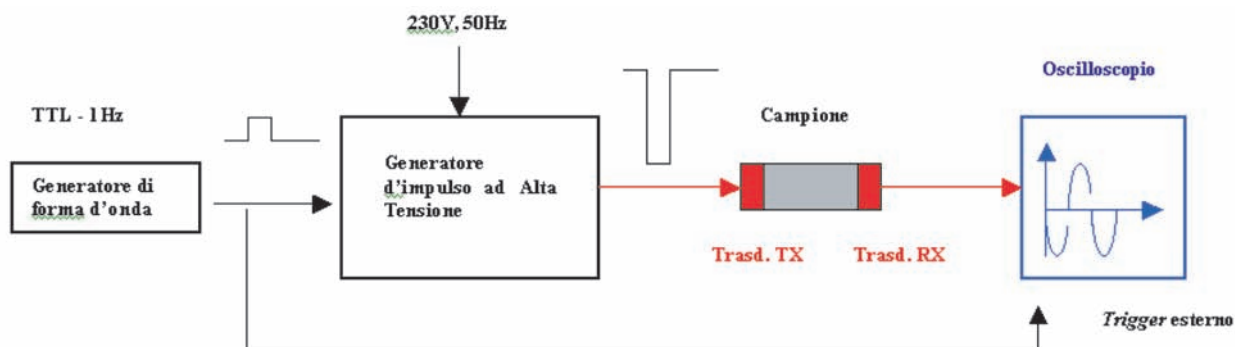 230V, 50Hz
Oscilloscopio
TTL - 1Hz
Campione
Generatore di
forma d'onda
Generatore
d'impulso ad Alta
Tensione
Trasd. TX
Trasd. RX
Trigger esterno